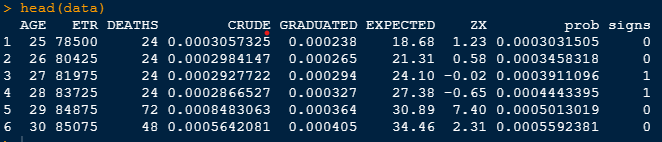 > head(data)
AGE ETR DEATHS CRUDE GRADUATED EXPECTED ZX prob signs
1 25 78500 24 0.0003057325 0.000238 18.68 1.23 0.0003031505 0
2 26 80425 24 0.0002984147 0.000265 21.31 0.58 0.0003458318 0
3 27 81975 24 0.0002927722 0.000294 24.10 -0.02 0.0003911096 1
4 28 83725 24 0.0002866527 0.000327 27.38 -0.65 0.0004443395 1
5 29 84875 72 0.0008483063 0.000364 30.89 7.40 0.0005013019 0
6 30 85075 48 0.0005642081 0.000405 34.46 2.31 0.0005592381 0